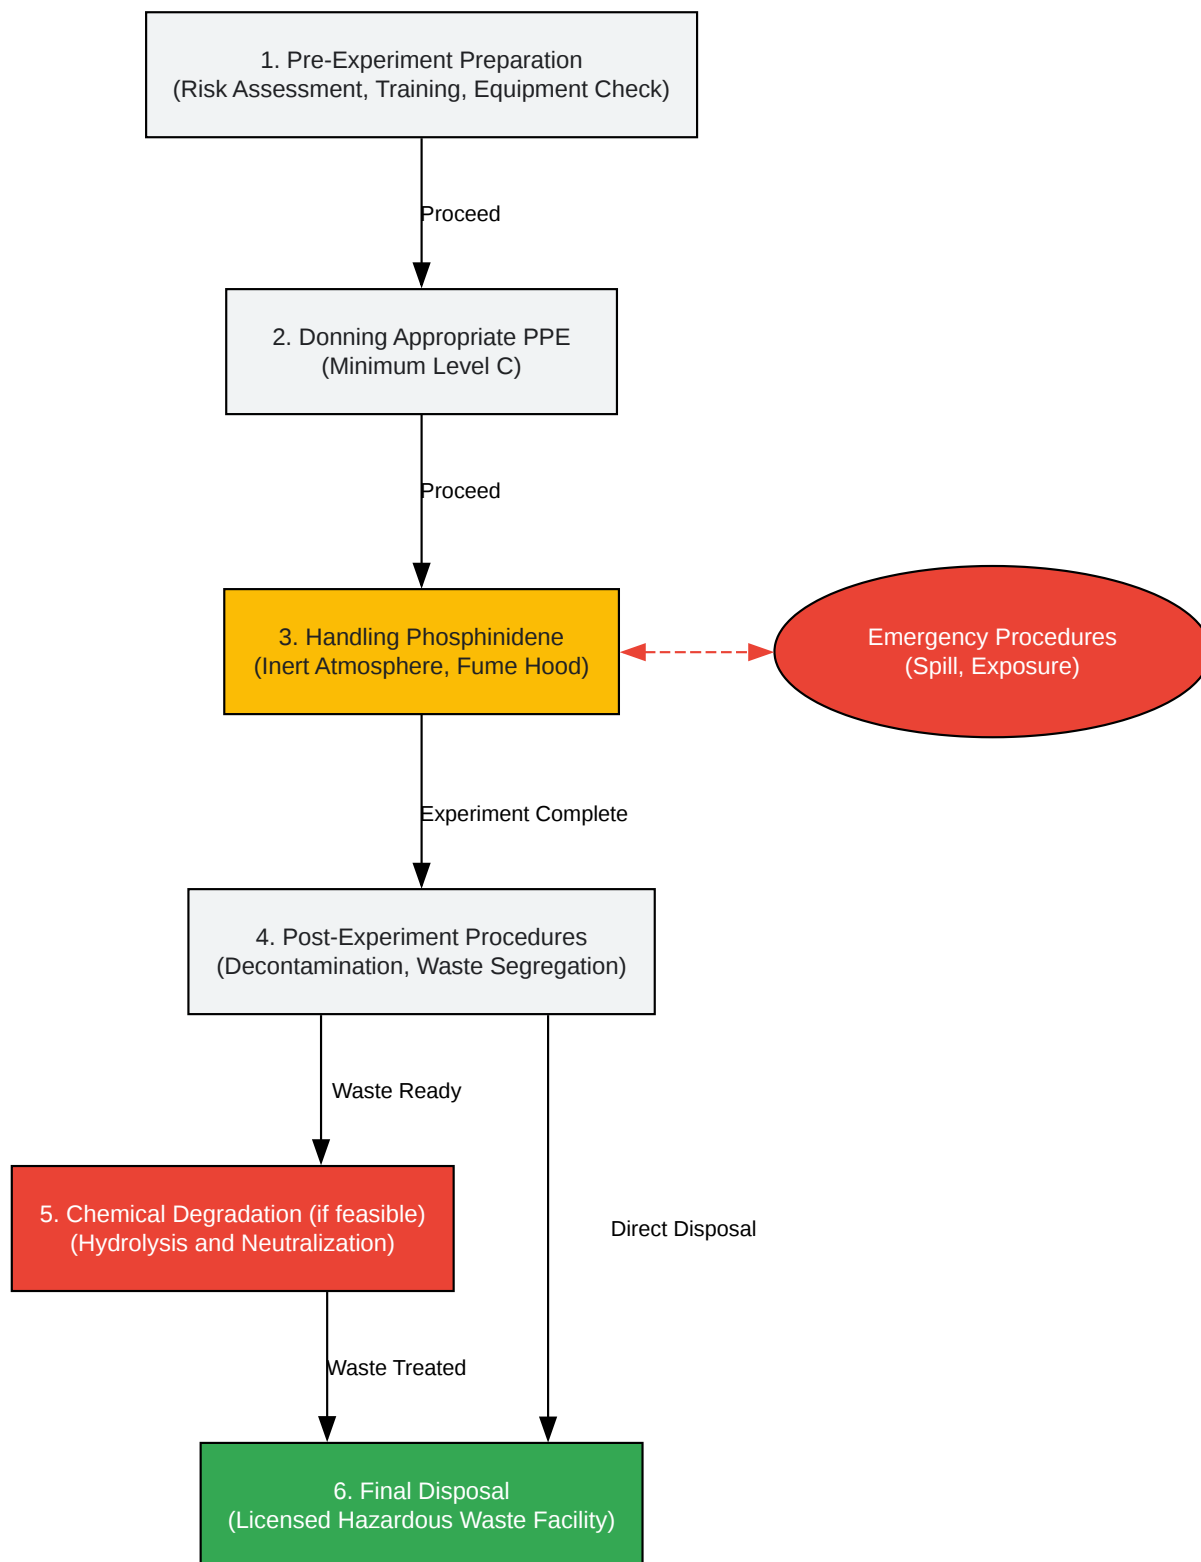 1. Pre-Experiment Preparation
(Risk Assessment, Training, Equipment Check)
Proceed
2. Donning Appropriate PPE
(Minimum Level C)
Proceed
3. Handling Phosphinidene
(Inert Atmosphere, Fume Hood)
Emergency Procedures
(Spill, Exposure)
Experiment Complete
4. Post-Experiment Procedures
(Decontamination, Waste Segregation)
Waste Ready
5. Chemical Degradation (if feasible)
(Hydrolysis and Neutralization)
Direct Disposal
Waste Treated
6. Final Disposal
(Licensed Hazardous Waste Facility)